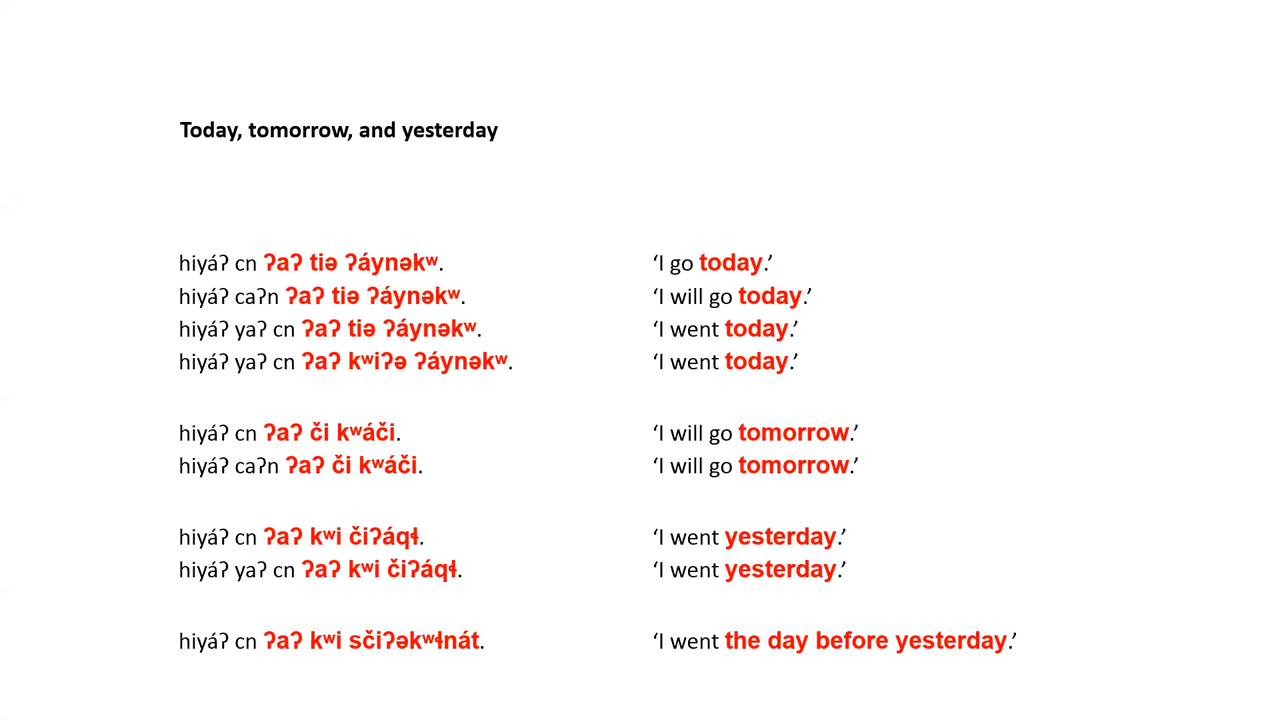 Today, tomorrow, and yesterday
hiyáʔ cn ʔaʔ tiə ʔáynəkʷ. ‘I go today.’
hiyáʔ caʔn ʔaʔ tiə ʔáynəkʷ. ‘I will go today.’
hiyáʔ yaʔ cn ʔaʔ tiə ʔáynəkʷ. ‘I went today.’
hiyáʔ yaʔ cn ʔaʔ kʷiʔə ʔáynəkʷ. ‘I went today.’
hiyáʔ cn ʔaʔ či kʷáči. ‘I will go tomorrow.’
hiyáʔ caʔn ʔaʔ či kʷáči. ‘I will go tomorrow.’
hiyáʔ cn ʔaʔ kʷi čiʔáqɬ. ‘I went yesterday.’
hiyáʔ yaʔ cn ʔaʔ kʷi čiʔáqɬ. ‘I went yesterday.’
hiyáʔ cn ʔaʔ kʷi sčiʔəkʷɬnát. ‘I went the day before yesterday.’